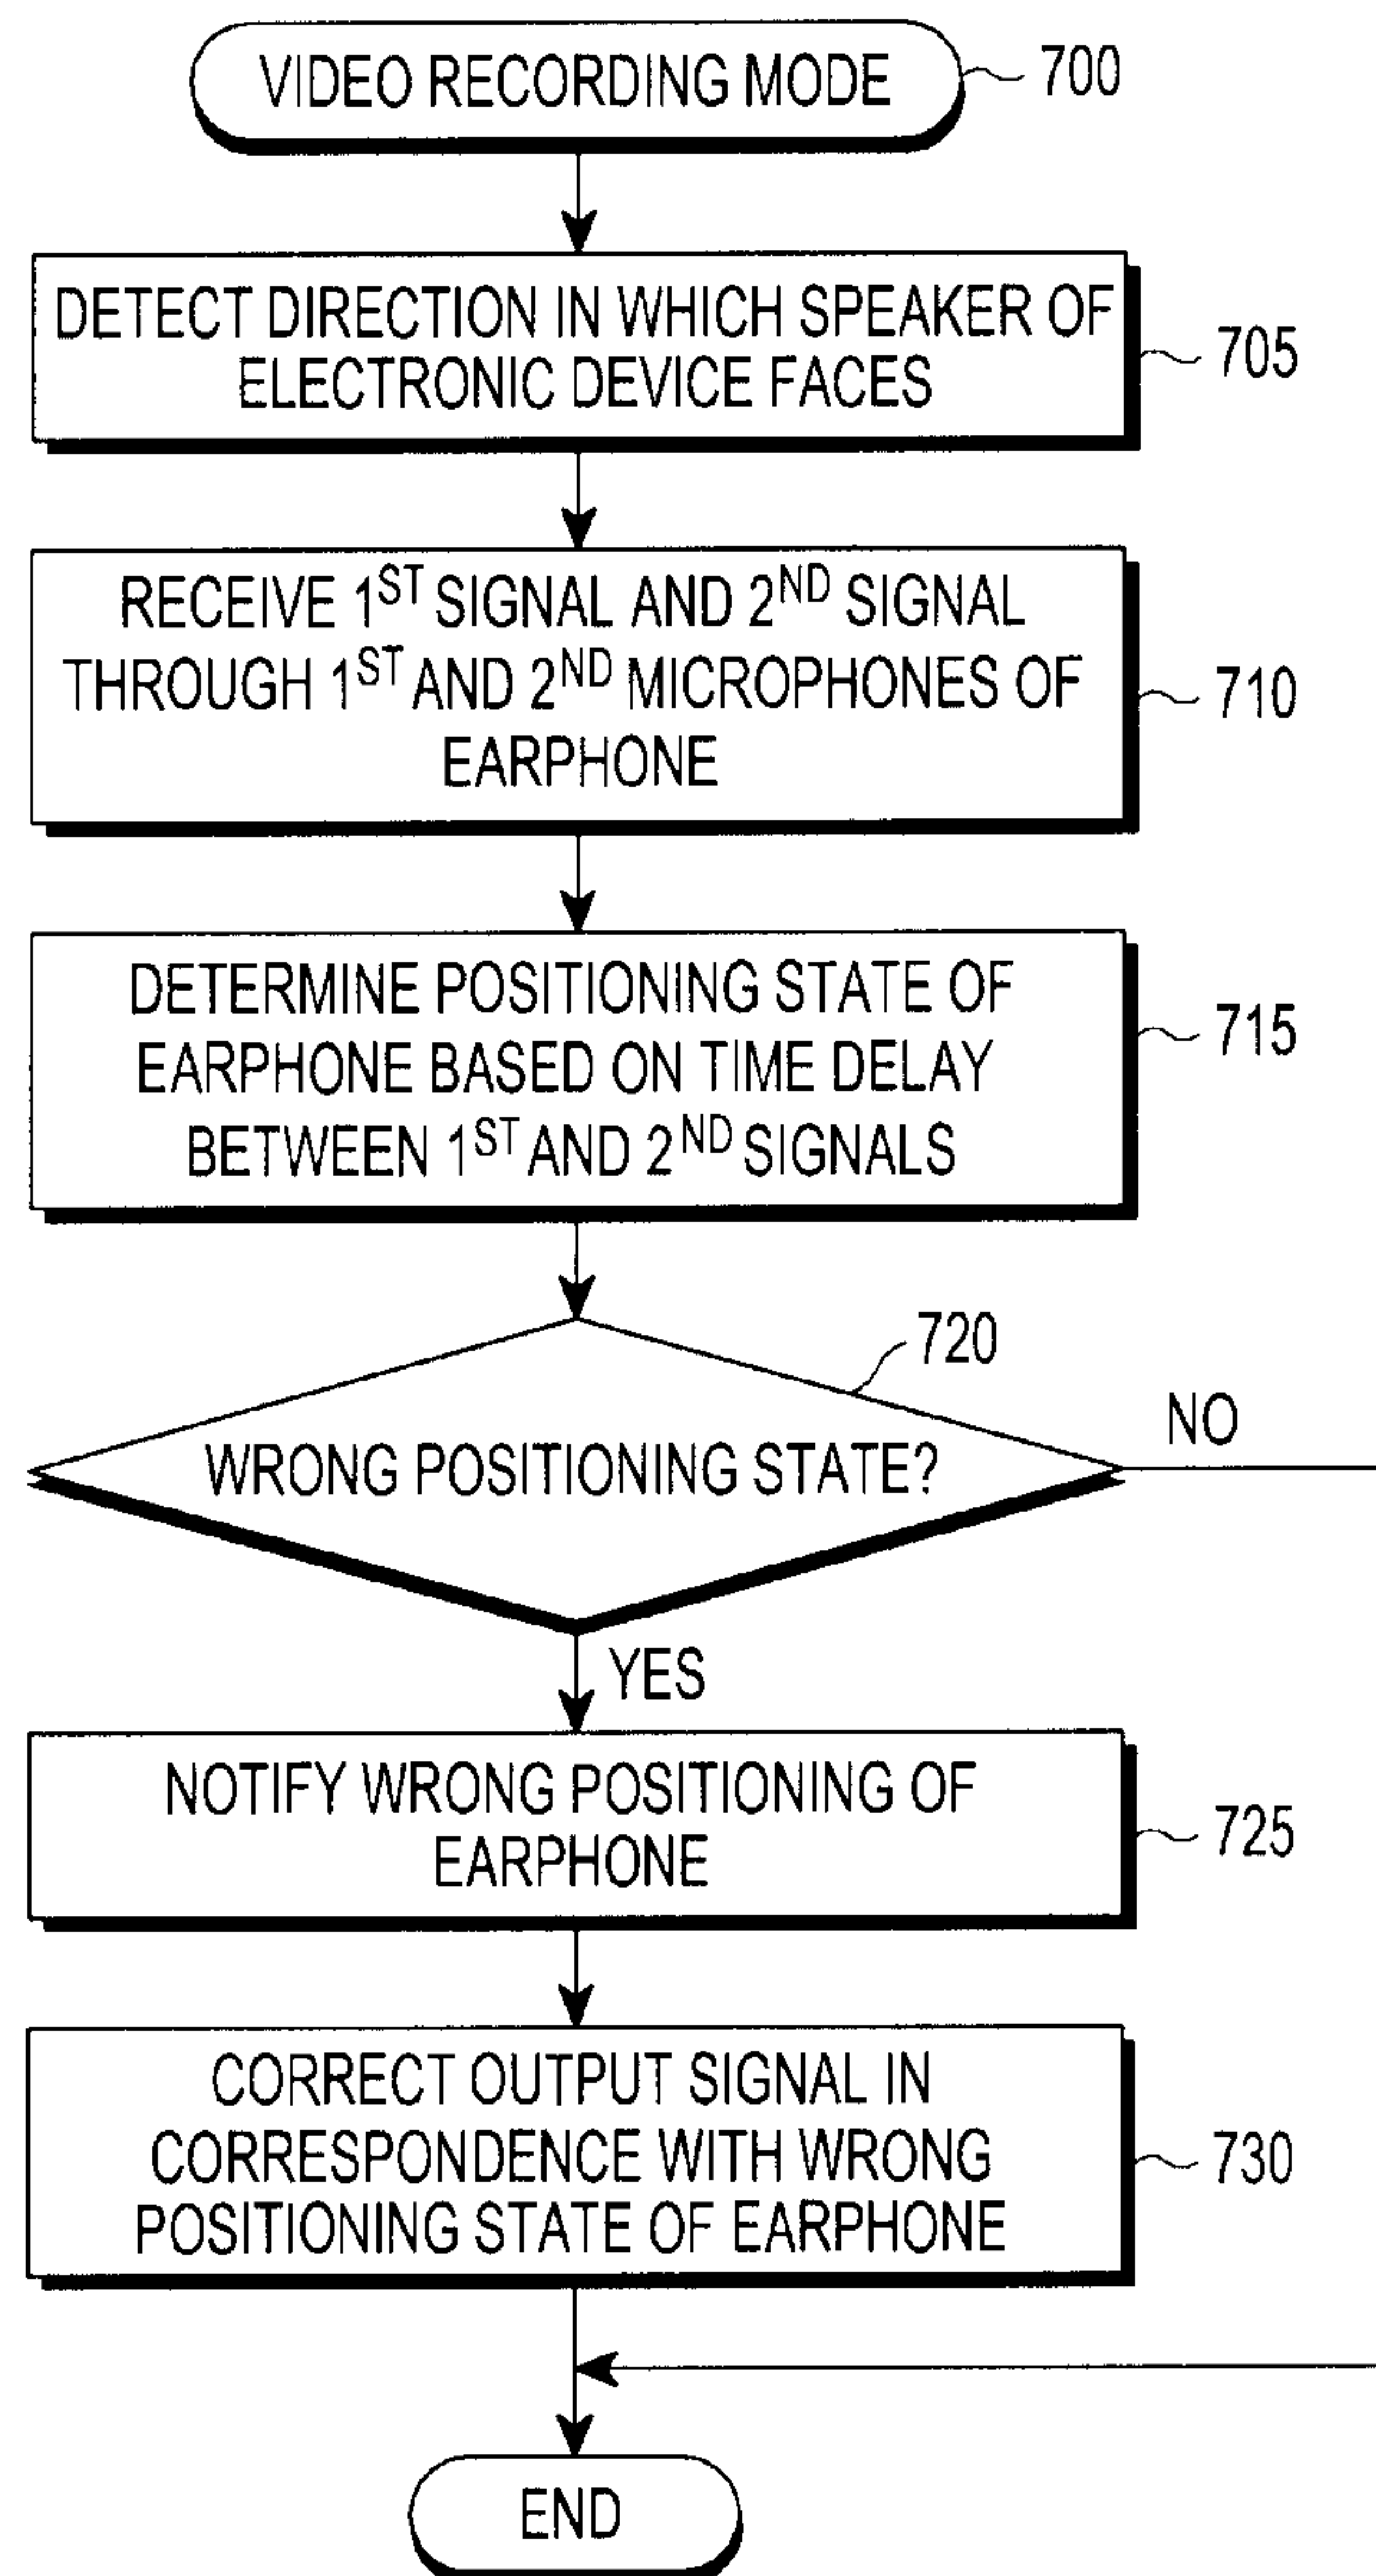 VIDEO RECORDING MODE
700
DETECT DIRECTION IN WHICH SPEAKER OF
ELECTRONIC DEVICE FACES
705
RECEIVE 1ST SIGNAL AND 2ND SIGNAL
THROUGH 1ST AND 2ND MICROPHONES OF
EARPHONE
710
DETERMINE POSITIONING STATE OF
EARPHONE BASED ON TIME DELAY
BETWEEN 1ST AND 2ND SIGNALS
715
720
NO
WRONG POSITIONING STATE?
YES
NOTIFY WRONG POSITIONING OF
EARPHONE
725
CORRECT OUTPUT SIGNAL IN
CORRESPONDENCE WITH WRONG
POSITIONING STATE OF EARPHONE
730
END